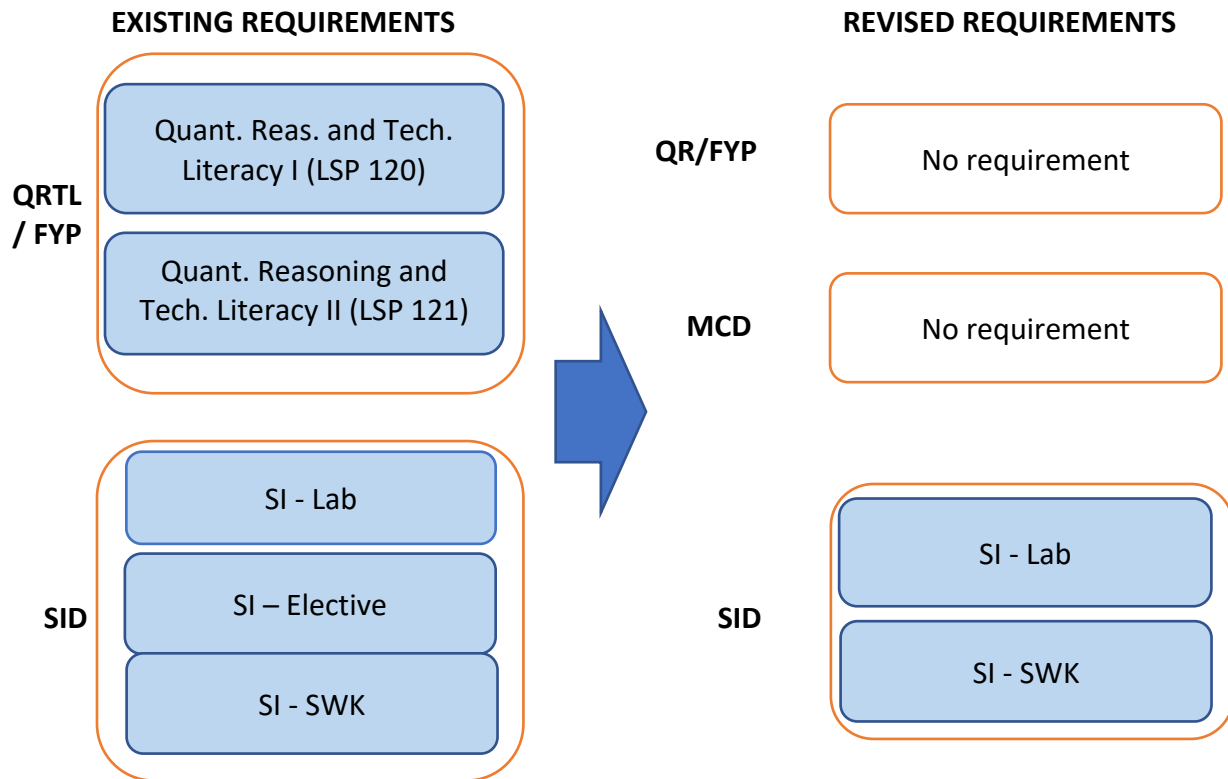 EXISTING REQUIREMENTS
QRTL
/ FYP
Quant. Reas. and Tech.
Literacy I (LSP 120)
Quant. Reasoning and
Tech. Literacy II (LSP 121)
SID
SI - Lab
SI – Elective
SI - SWK
REVISED REQUIREMENTS
QR/FYP
No requirement
MCD
No requirement
SID
SI - Lab
SI - SWK